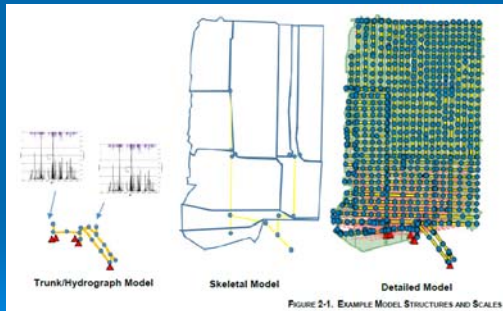 Trunk/Hydrograph Model
Skeletal Model
Detailed Model
FIGURE 2-1. EXAMPLE MODEL STRUCTURES AND SCALES